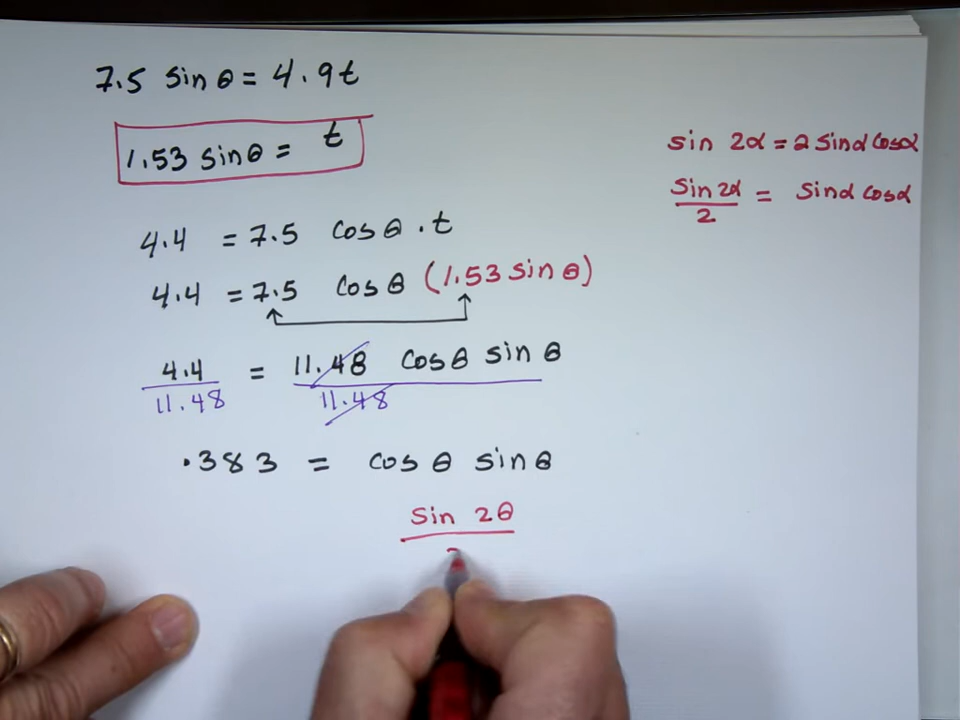 7.5 sin θ = 4.9t
1.53 sin θ = t
sin 2α = 2 sinα cosα
sin 2α / 2 = sinα cosα
4.4 = 7.5 cos θ . t
4.4 = 7.5 cos θ (1.53 sin θ)
4.4 / 11.48 = 11.48 cos θ sin θ / 11.48
.383 = cos θ sin θ
sin 2θ